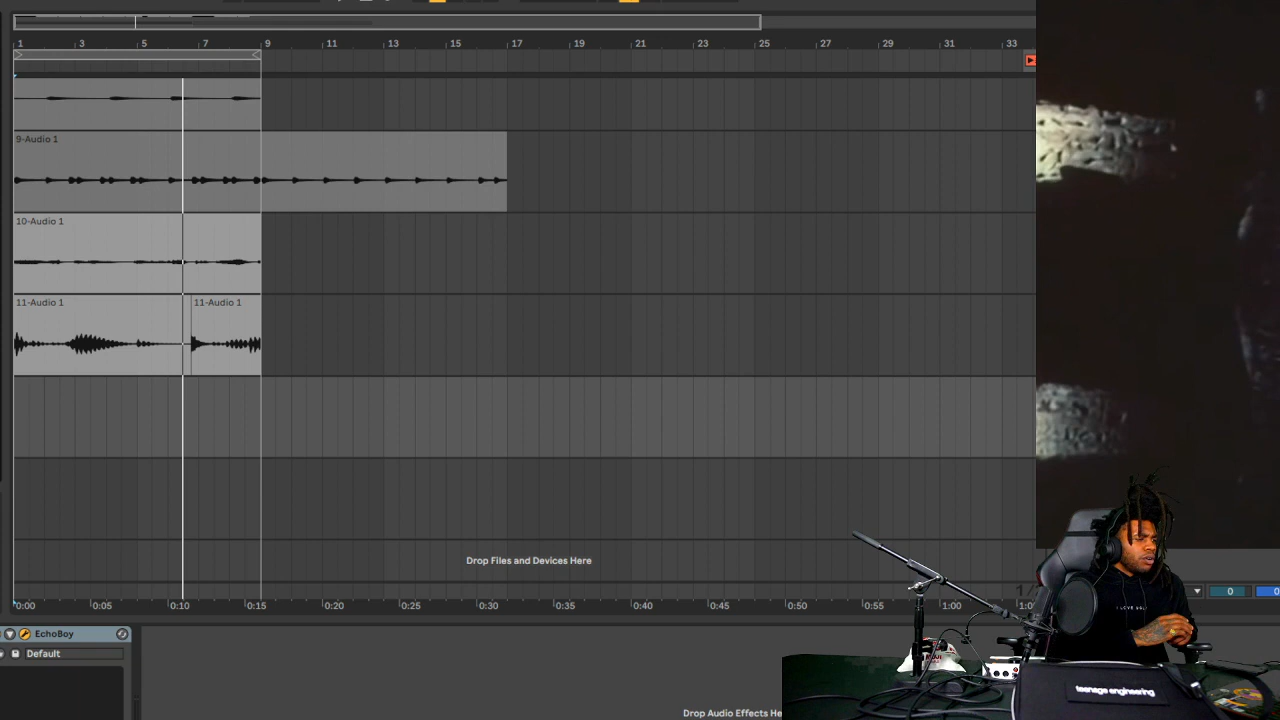 1 3 5 7 9 11 13 15 17 19 21 23 25 27 29 31 33
9-Audio 1
10-Audio 1
11-Audio 1 11-Audio 1
Drop Files and Devices Here
0:00 0:05 0:10 0:15 0:20 0:25 0:30 0:35 0:40 0:45 0:50 0:55 1:00
0
EchoBoy
Default
Drop Audio Effects He
teenage engineering